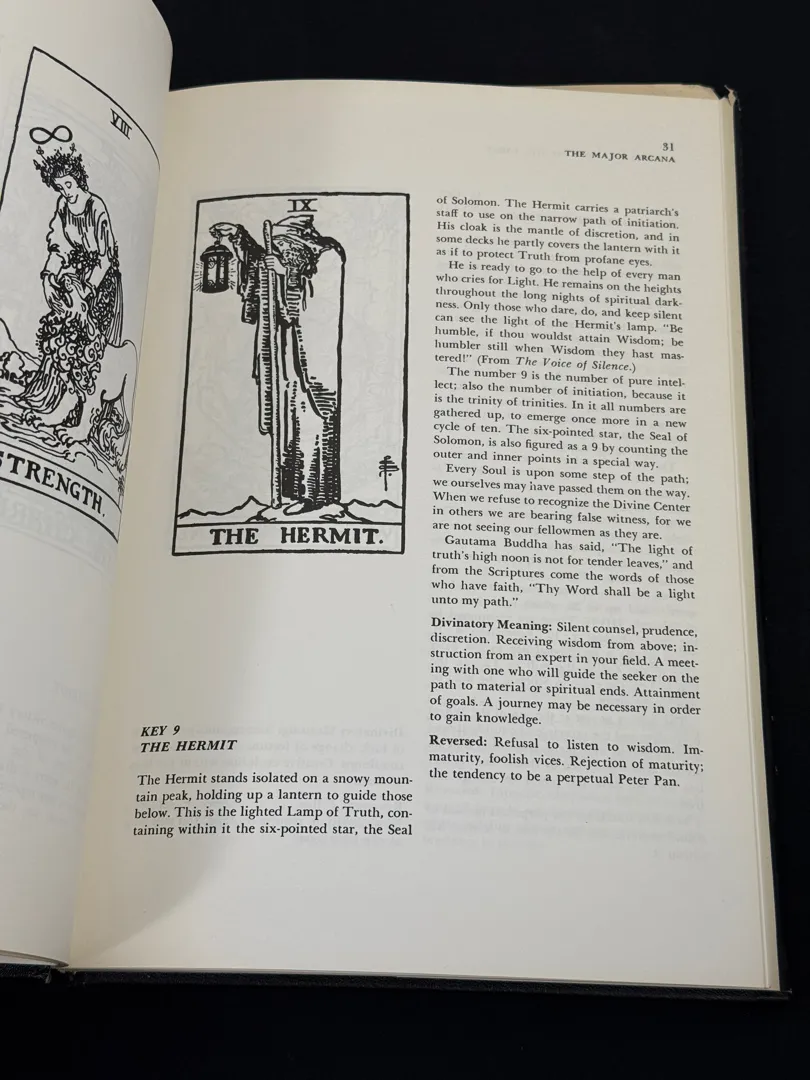 VIII
STRENGTH.
31
THE MAJOR ARCANA
IX
THE HERMIT.
KEY 9
THE HERMIT
The Hermit stands isolated on a snowy moun-
tain peak, holding up a lantern to guide those
below. This is the lighted Lamp of Truth, con-
taining within it the six-pointed star, the Seal
of Solomon. The Hermit carries a patriarch's
staff to use on the narrow path of initiation.
His cloak is the mantle of discretion, and in
some decks he partly covers the lantern with it
as if to protect Truth from profane eyes.
He is ready to go to the help of every man
who cries for Light. He remains on the heights
throughout the long nights of spiritual dark-
ness. Only those who dare, do, and keep silent
can see the light of the Hermit's lamp. "Be
humble, if thou wouldst attain Wisdom; be
humbler still when Wisdom they hast mas-
tered!" (From The Voice of Silence.)
The number 9 is the number of pure intel-
lect; also the number of initiation, because it
is the trinity of trinities. In it all numbers are
gathered up, to emerge once more in a new
cycle of ten. The six-pointed star, the Seal of
Solomon, is also figured as a 9 by counting the
outer and inner points in a special way.
Every Soul is upon some step of the path;
we ourselves may have passed them on the way.
When we refuse to recognize the Divine Center
in others we are bearing false witness, for we
are not seeing our fellowmen as they are.
Gautama Buddha has said, "The light of
truth's high noon is not for tender leaves," and
from the Scriptures come the words of those
who have faith, "Thy Word shall be a light
unto my path."
Divinatory Meaning: Silent counsel, prudence,
discretion. Receiving wisdom from above; in-
struction from an expert in your field. A meet-
ing with one who will guide the seeker on the
path to material or spiritual ends. Attainment
of goals. A journey may be necessary in order
to gain knowledge.
Reversed: Refusal to listen to wisdom. Im-
maturity, foolish vices. Rejection of maturity;
the tendency to be a perpetual Peter Pan.